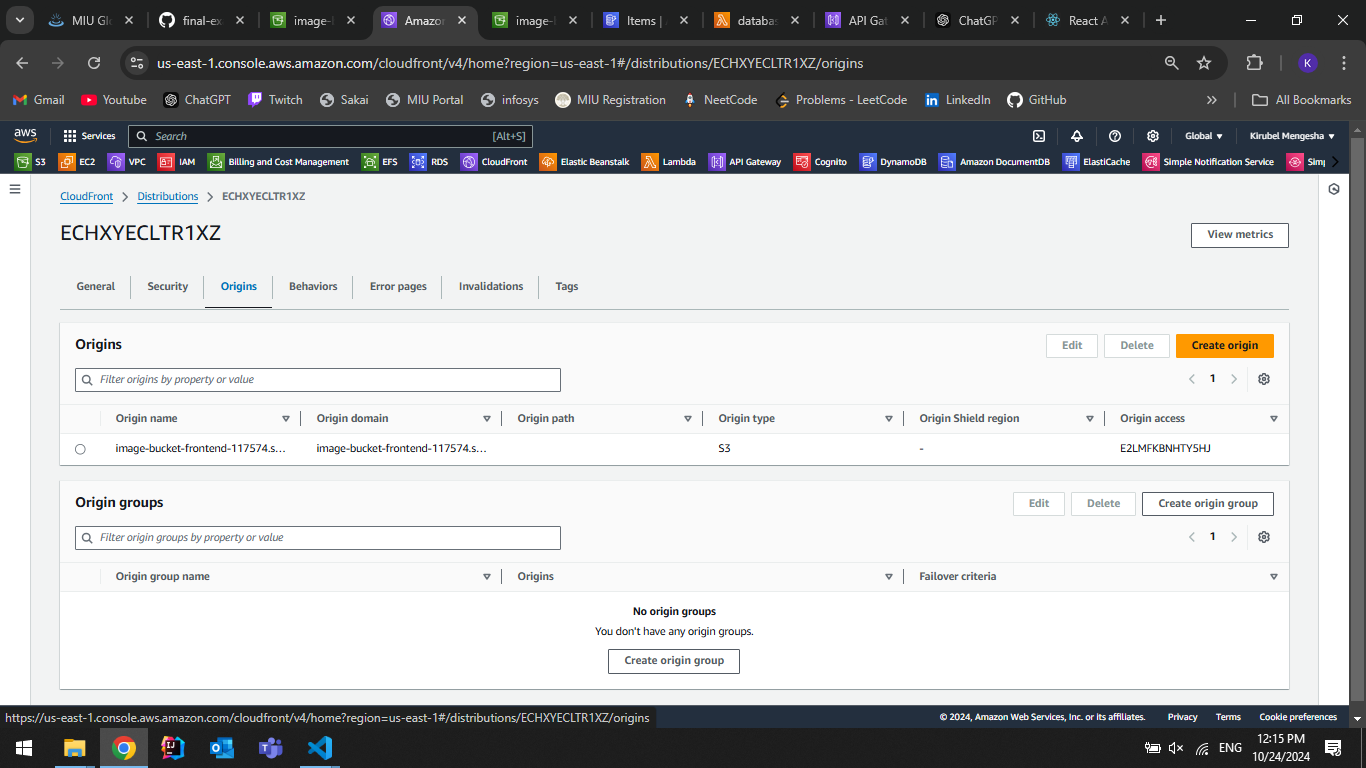 MIU Glo
final-ex
image-l
Amazon
image-l
Items | A
databas
API Gat
ChatGP
React A
us-east-1.console.aws.amazon.com/cloudfront/v4/home?region=us-east-1#/distributions/ECHXYECLTR1XZ/origins
K
Gmail YouTube ChatGPT Twitch Sakai MIU Portal infosys MIU Registration NeetCode Problems - LeetCode LinkedIn GitHub » All Bookmarks
aws Services Search [Alt+S] Global Kirubel Mengesha
S3 EC2 VPC IAM Billing and Cost Management EFS RDS CloudFront Elastic Beanstalk Lambda API Gateway Cognito DynamoDB Amazon DocumentDB ElastiCache Simple Notification Service Simp
CloudFront > Distributions > ECHXYECLTR1XZ
ECHXYECLTR1XZ
View metrics
General Security Origins Behaviors Error pages Invalidations Tags
Origins
Edit Delete Create origin
Filter origins by property or value
< 1 >
Origin name Origin domain Origin path Origin type Origin Shield region Origin access
image-bucket-frontend-117574.s... image-bucket-frontend-117574.s... S3 - E2LMFKBNHTY5HJ
Origin groups
Edit Delete Create origin group
Filter origin groups by property or value
< 1 >
Origin group name Origins Failover criteria
No origin groups
You don't have any origin groups.
Create origin group
https://us-east-1.console.aws.amazon.com/cloudfront/v4/home?region=us-east-1#/distributions/ECHXYECLTR1XZ/origins
© 2024, Amazon Web Services, Inc. or its affiliates. Privacy Terms Cookie preferences
ENG
12:15 PM
10/24/2024